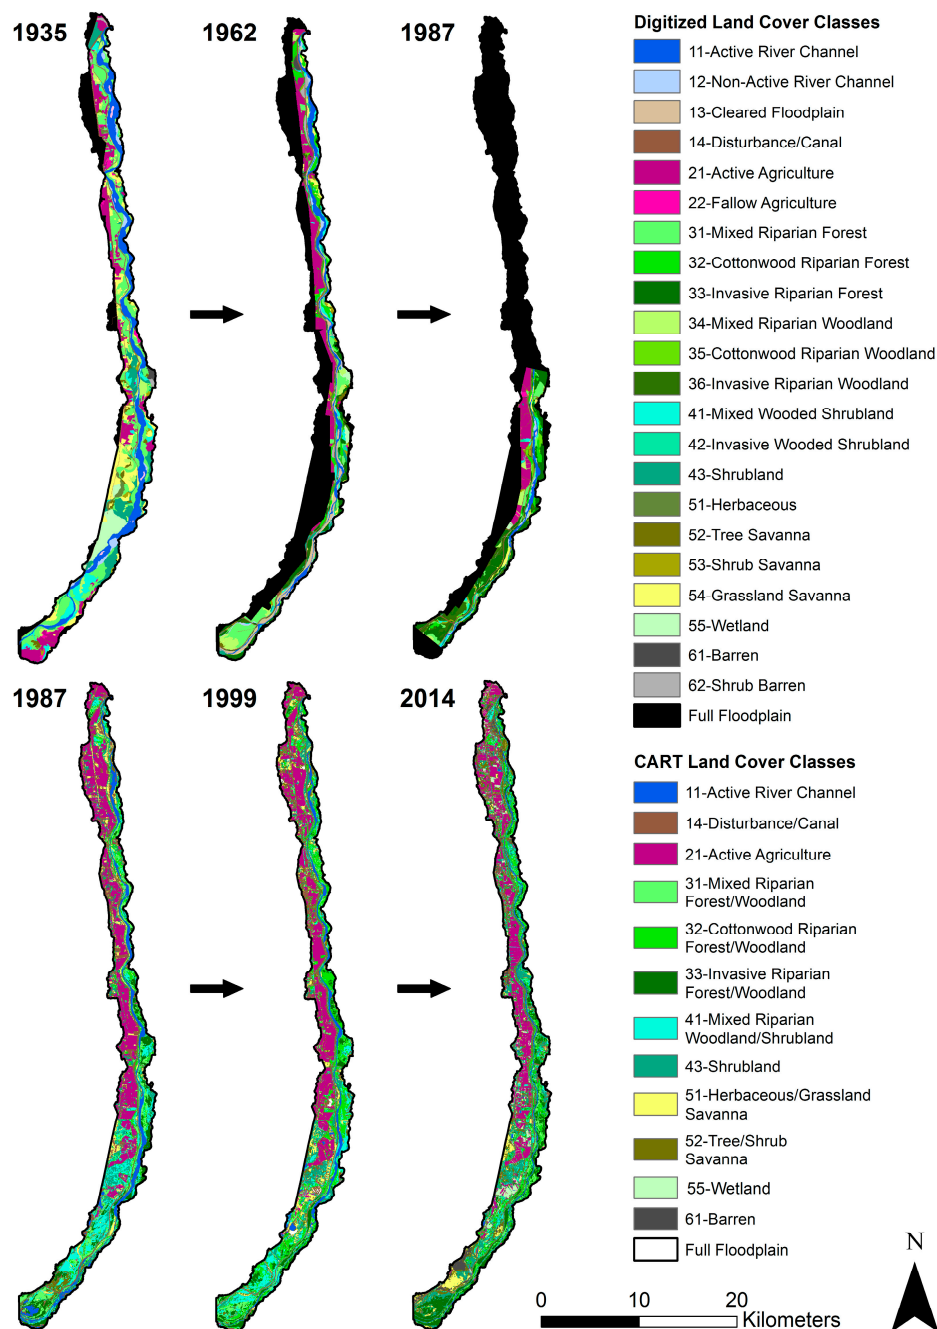 1935
1962
1987
Digitized Land Cover Classes
11-Active River Channel
12-Non-Active River Channel
13-Cleared Floodplain
14-Disturbance/Canal
21-Active Agriculture
22-Fallow Agriculture
31-Mixed Riparian Forest
32-Cottonwood Riparian Forest
33-Invasive Riparian Forest
34-Mixed Riparian Woodland
35-Cottonwood Riparian Woodland
36-Invasive Riparian Woodland
41-Mixed Wooded Shrubland
42-Invasive Wooded Shrubland
43-Shrubland
51-Herbaceous
52-Tree Savanna
53-Shrub Savanna
54-Grassland Savanna
55-Wetland
61-Barren
62-Shrub Barren
Full Floodplain
1987
1999
2014
CART Land Cover Classes
11-Active River Channel
14-Disturbance/Canal
21-Active Agriculture
31-Mixed Riparian
Forest/Woodland
32-Cottonwood Riparian
Forest/Woodland
33-Invasive Riparian
Forest/Woodland
41-Mixed Riparian
Woodland/Shrubland
43-Shrubland
51-Herbaceous/Grassland
Savanna
52-Tree/Shrub
Savanna
55-Wetland
61-Barren
Full Floodplain
N
0 10 20
Kilometers